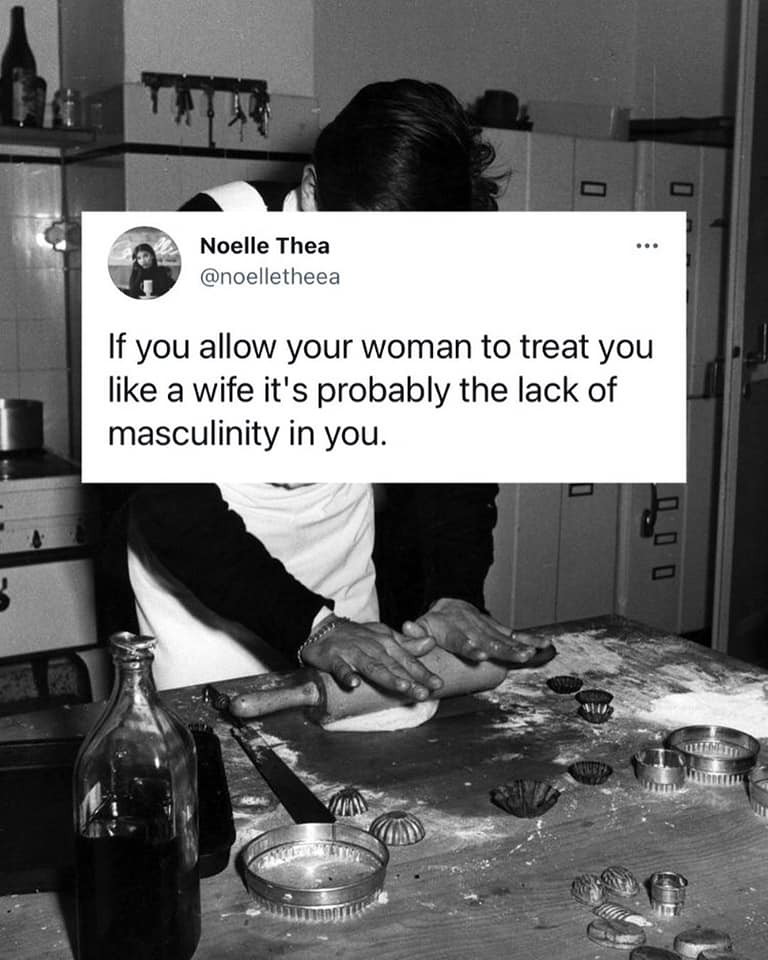 Noelle Thea
@noelletheea
If you allow your woman to treat you
like a wife it's probably the lack of
masculinity in you.